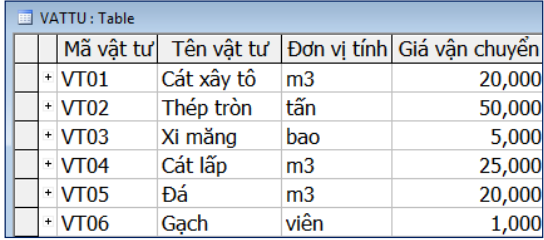 VATTU : Table
Mã vật tư Tên vật tư Đơn vị tính Giá vận chuyển
+ VT01 Cát xây tô m3 20,000
+ VT02 Thép tròn tấn 50,000
+ VT03 Xi măng bao 5,000
+ VT04 Cát lấp m3 25,000
+ VT05 Đá m3 20,000
+ VT06 Gạch viên 1,000